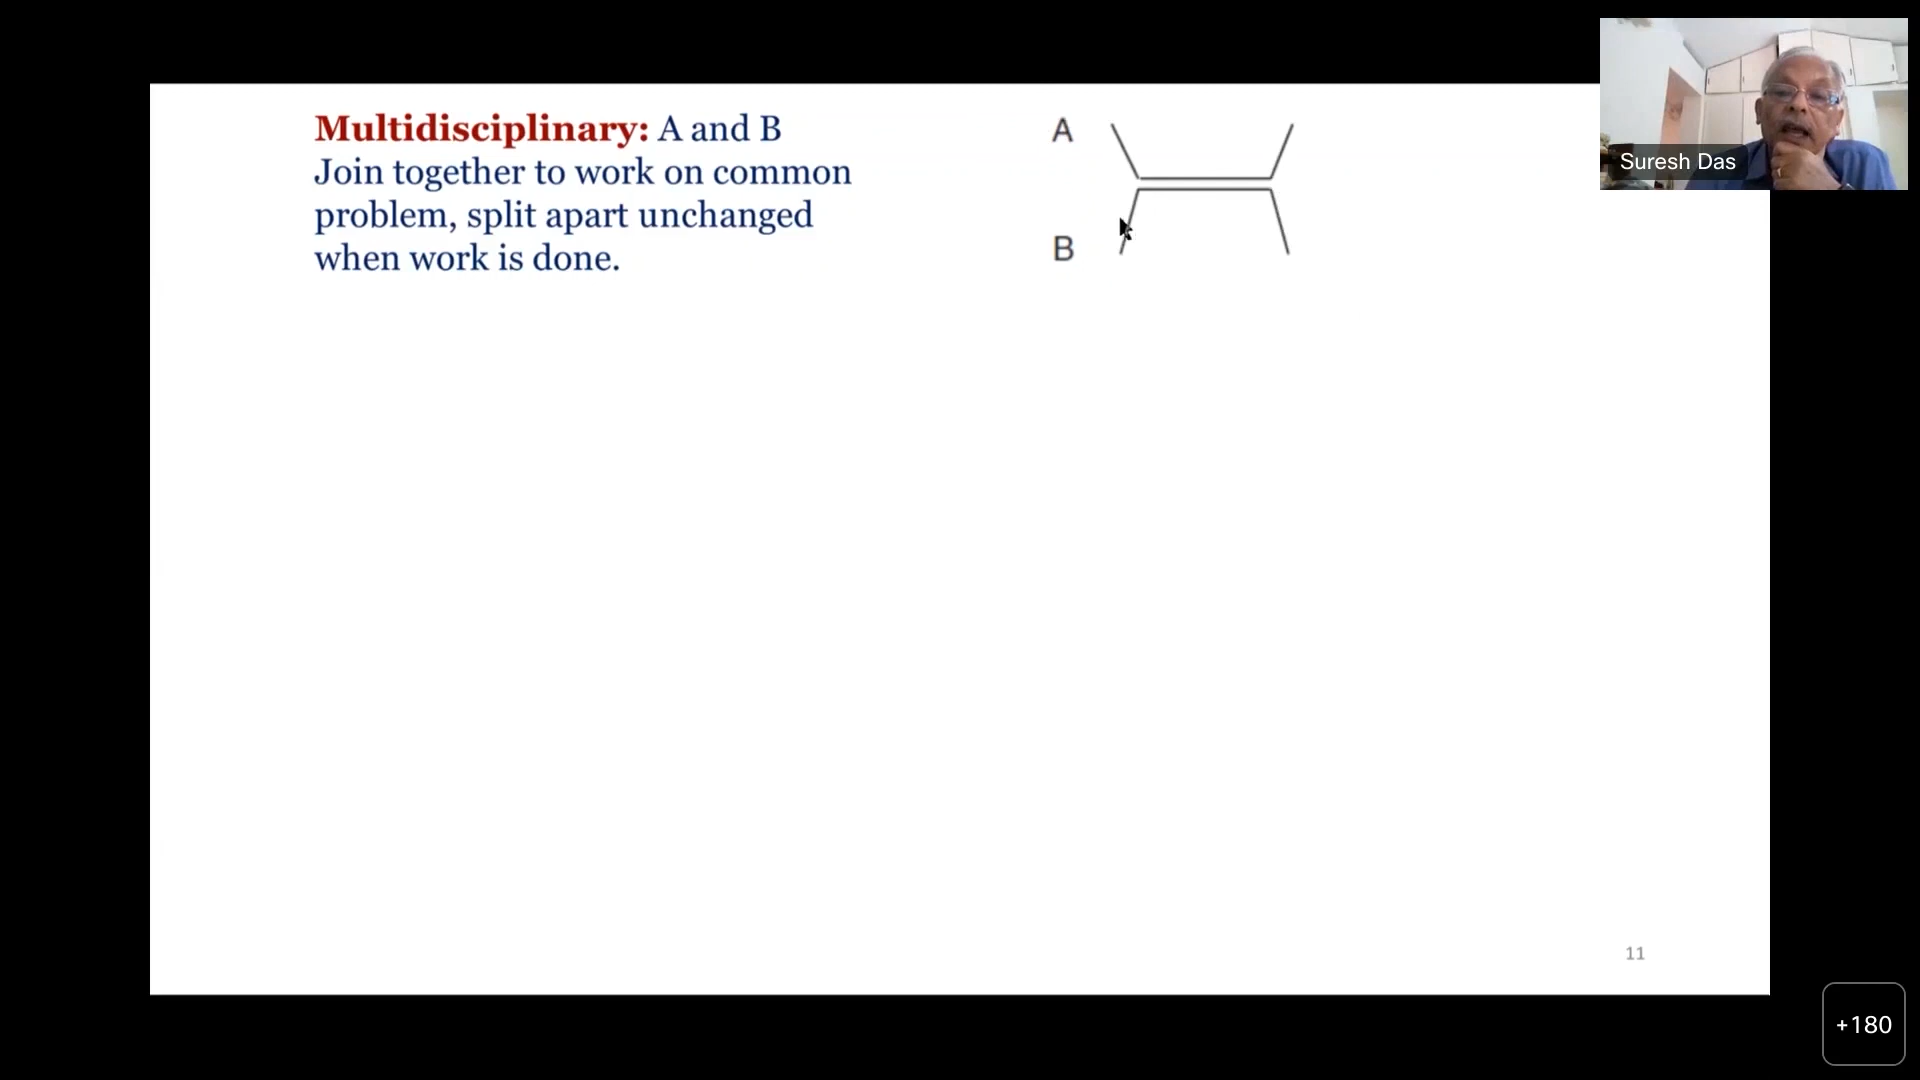 Multidisciplinary: A and B
Join together to work on common
problem, split apart unchanged
when work is done.
A
B
Suresh Das
11
+180